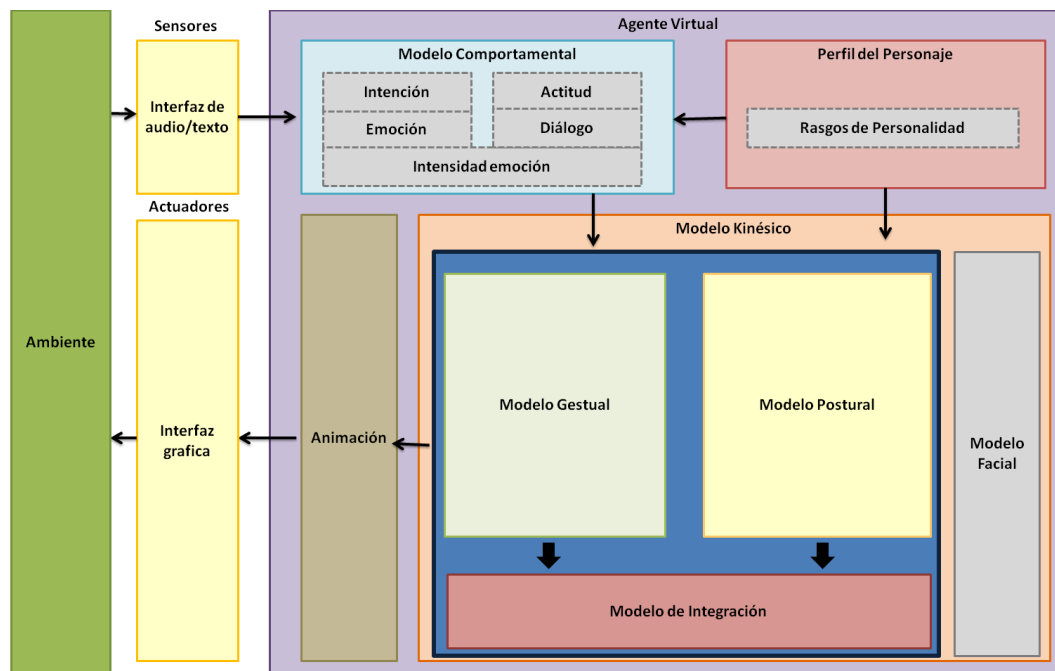 Sensores
Agente Virtual
Modelo Comportamental
Perfil del Personaje
Intención
Actitud
Interfaz de
audio/texto
Emoción
Diálogo
Rasgos de Personalidad
Intensidad emoción
Actuadores
Modelo Kinésico
Ambiente
Interfaz
grafica
Animación
Modelo Gestual
Modelo Postural
Modelo
Facial
Modelo de Integración